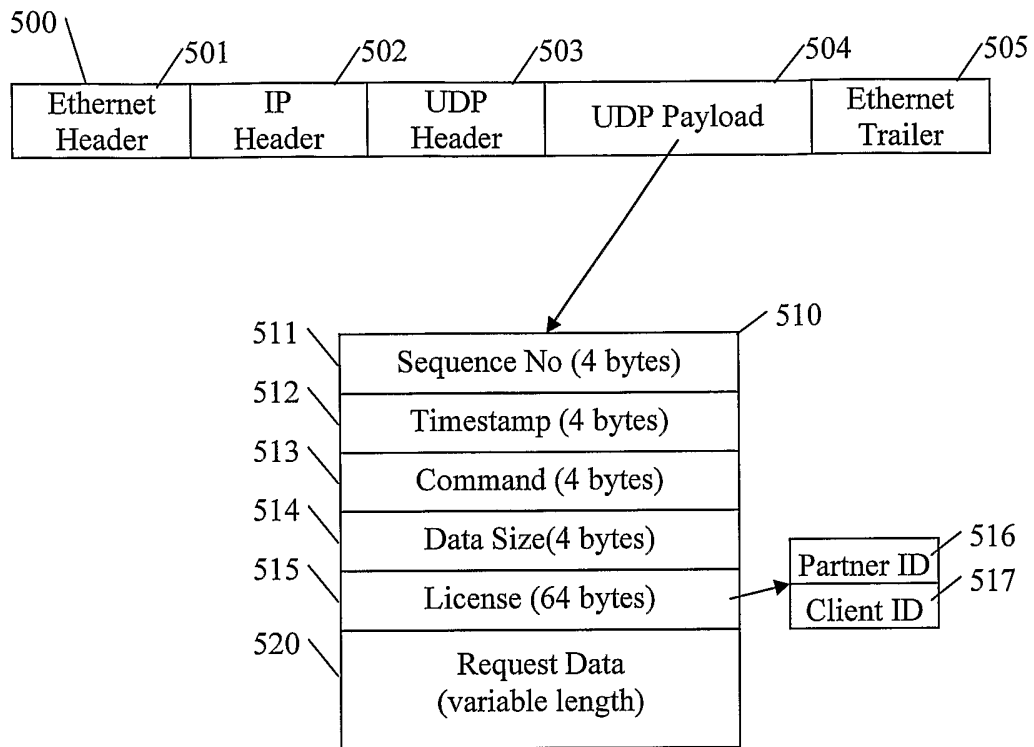 500
501
502
503
504
505
Ethernet
Header
IP
Header
UDP
Header
UDP Payload
Ethernet
Trailer
510
511
Sequence No (4 bytes)
512
Timestamp (4 bytes)
513
Command (4 bytes)
514
Data Size(4 bytes)
515
License (64 bytes)
516
Partner ID
517
Client ID
520
Request Data
(variable length)